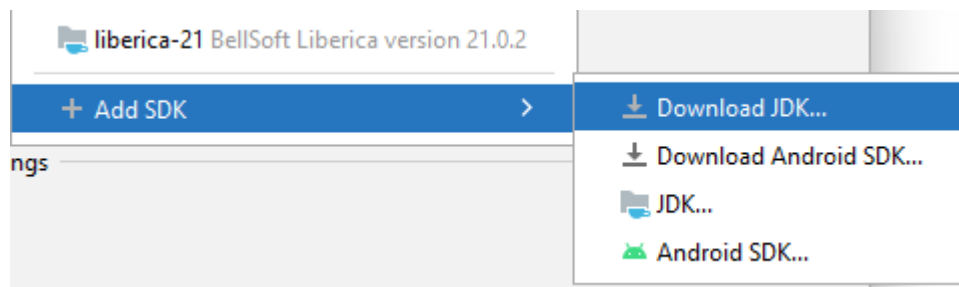 liberica-21 BellSoft Liberica version 21.0.2
+ Add SDK >
Download JDK...
Download Android SDK...
JDK...
Android SDK...
ngs